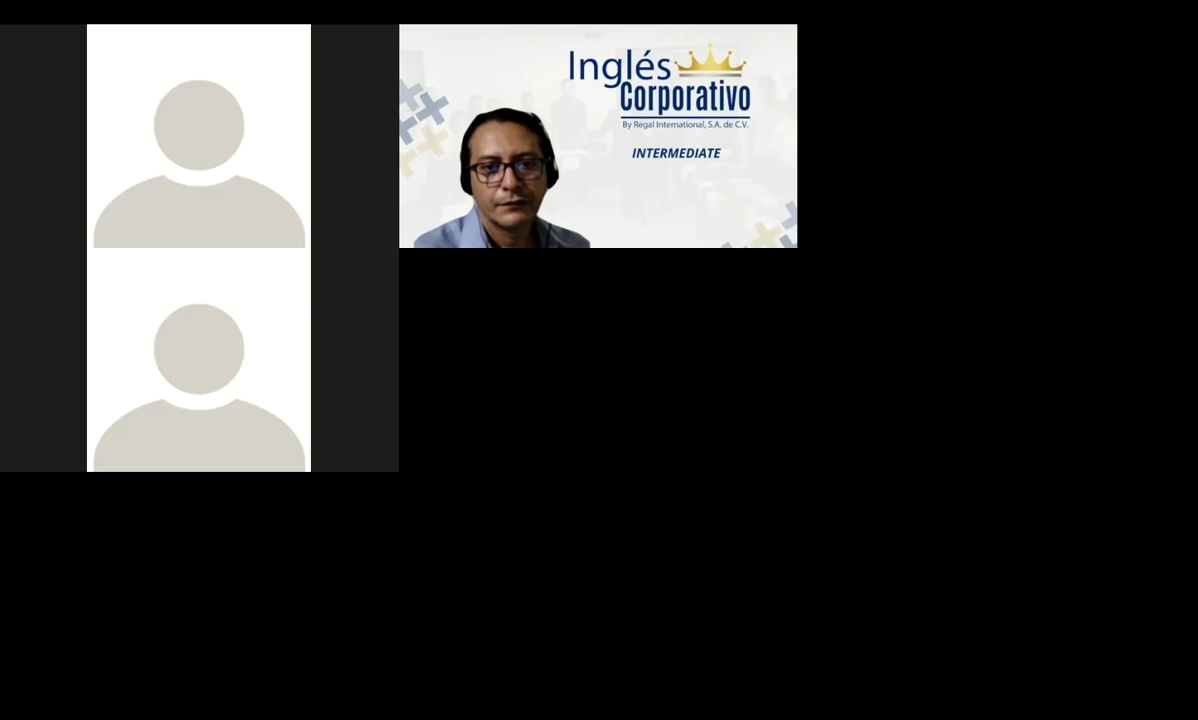 Inglés
Corporativo
By Regal International, S.A. de C.V.
INTERMEDIATE